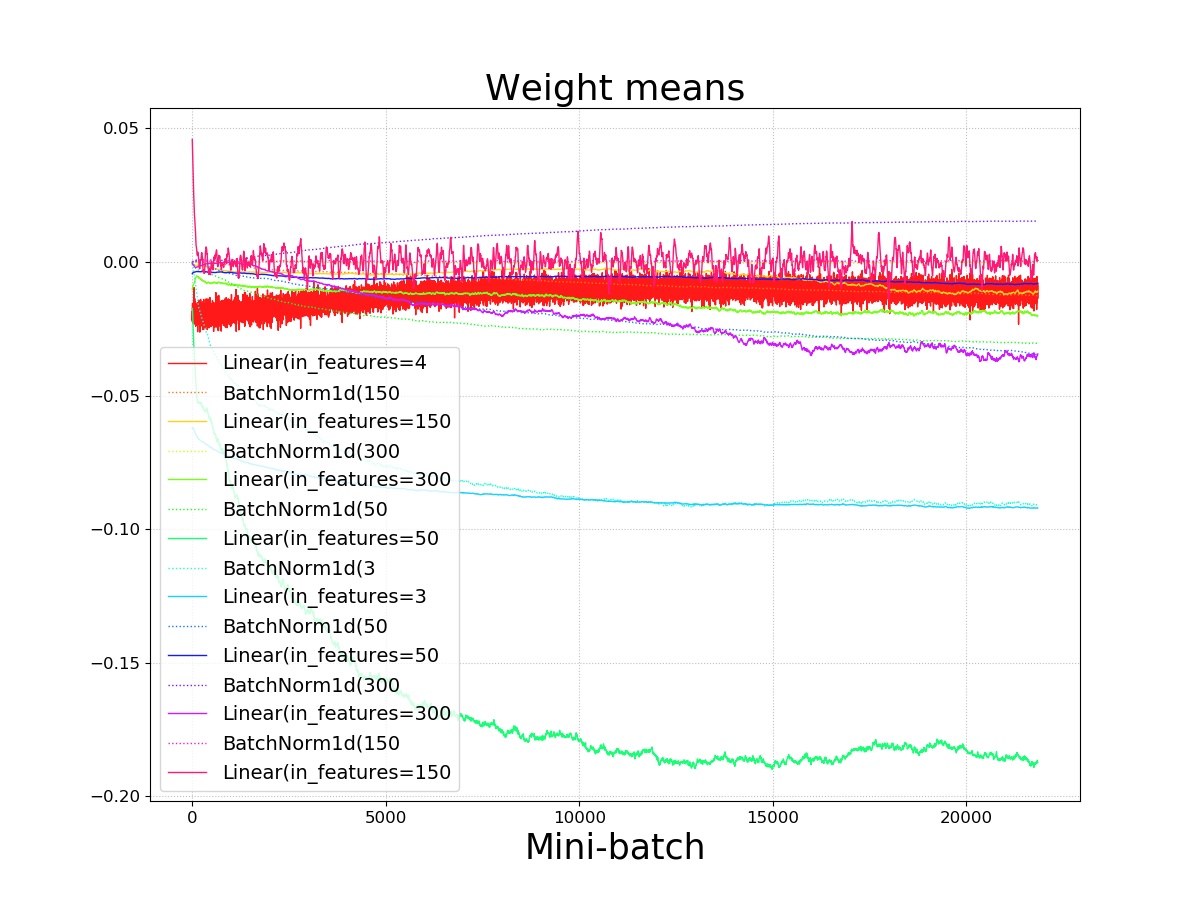 Weight means
0.05
0.00
−0.05
−0.10
−0.15
−0.20
Linear(in_features=4
BatchNorm1d(150
Linear(in_features=150
BatchNorm1d(300
Linear(in_features=300
BatchNorm1d(50
Linear(in_features=50
BatchNorm1d(3
Linear(in_features=3
BatchNorm1d(50
Linear(in_features=50
BatchNorm1d(300
Linear(in_features=300
BatchNorm1d(150
Linear(in_features=150
0 5000 10000 15000 20000
Mini-batch